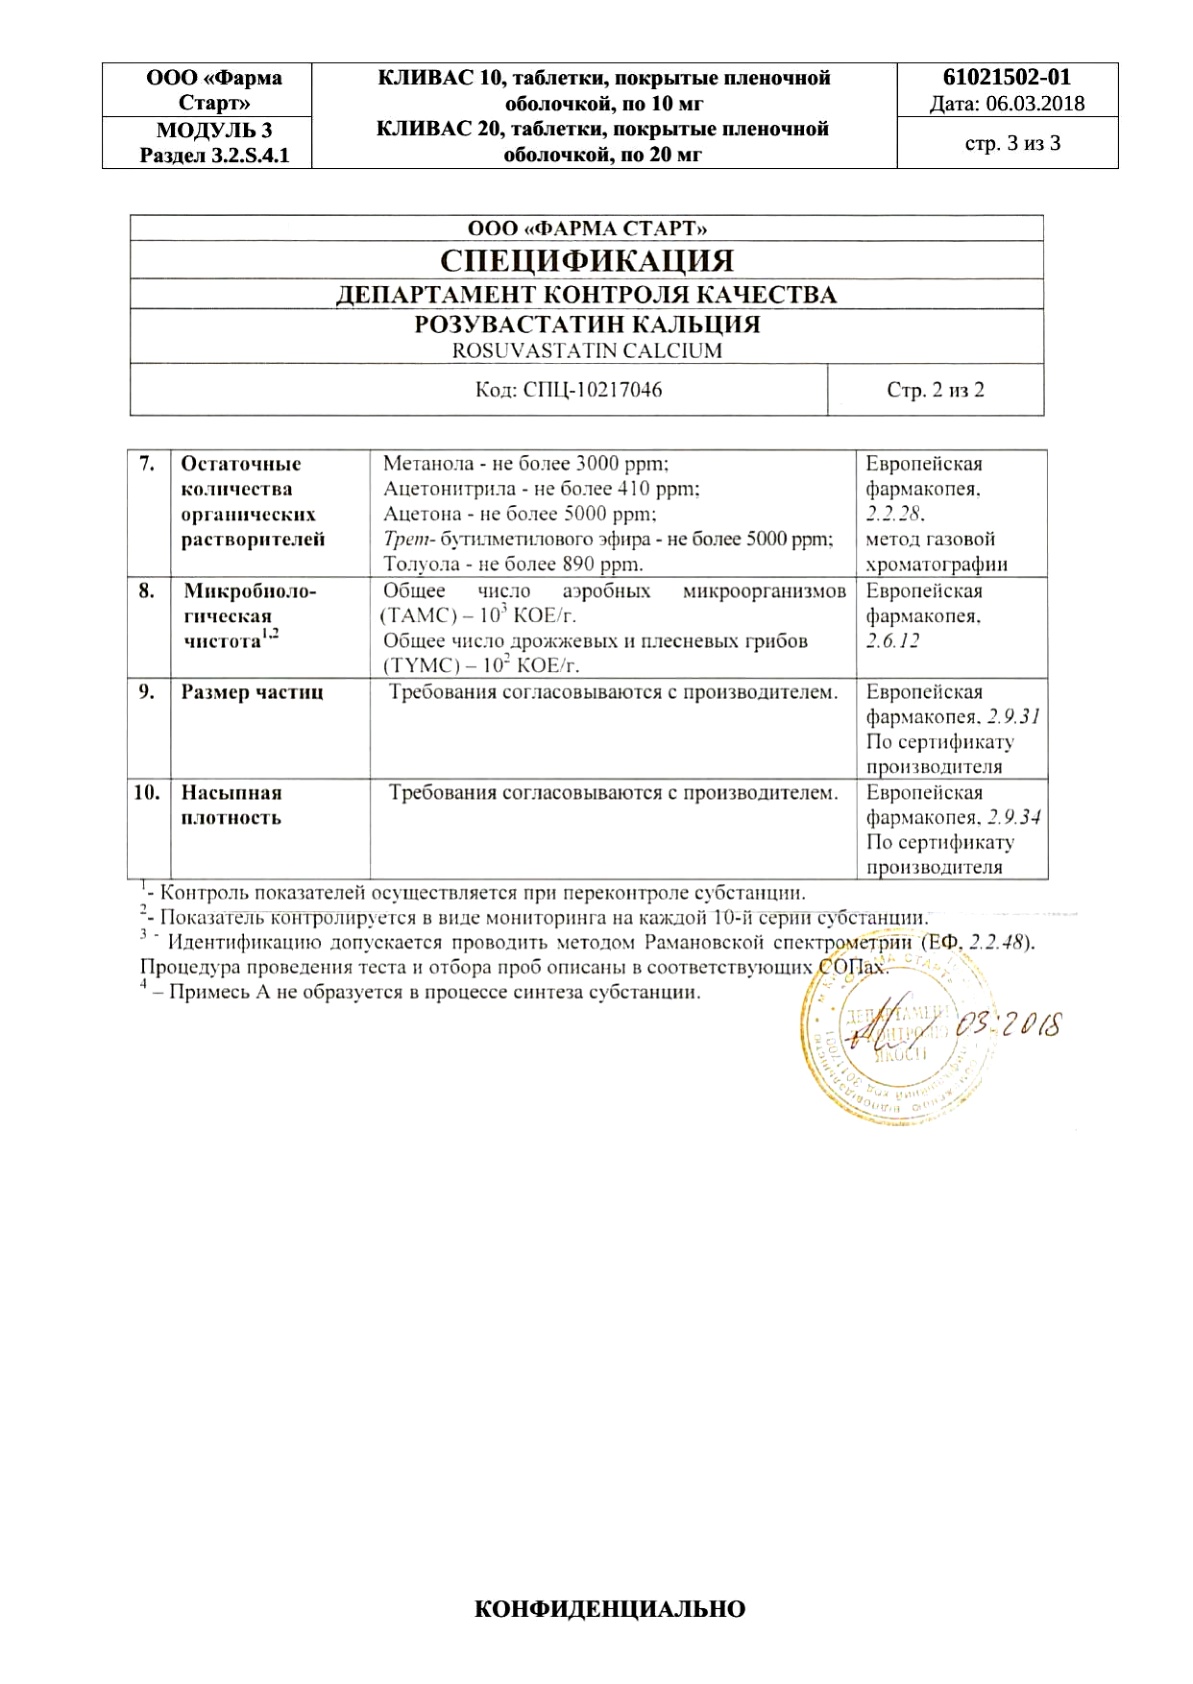 ООО «Фарма
Старт»
МОДУЛЬ 3
Раздел 3.2.S.4.1
КЛИВАС 10, таблетки, покрытые пленочной
оболочкой, по 10 мг
КЛИВАС 20, таблетки, покрытые пленочной
оболочкой, по 20 мг
61021502-01
Дата: 06.03.2018
стр. 3 из 3
ООО «ФАРМА СТАРТ»
СПЕЦИФИКАЦИЯ
ДЕПАРТАМЕНТ КОНТРОЛЯ КАЧЕСТВА
РОЗУВАСТАТИН КАЛЬЦИЯ
ROSUVASTATIN CALCIUM
Код: СПЦ-10217046
Стр. 2 из 2
7.
Остаточные
количества
органических
растворителей
Метанола - не более 3000 ppm;
Ацетонитрила - не более 410 ppm;
Ацетона - не более 5000 ppm;
Трет- бутилметилового эфира - не более 5000 ppm;
Толуола - не более 890 ppm.
Европейская
фармакопея,
2.2.28,
метод газовой
хроматографии
8.
Микробиоло-
гическая
чистота1,2
Общее число аэробных микроорганизмов
(TAMC) – 10³ КОЕ/г.
Общее число дрожжевых и плесневых грибов
(TYMC) – 10² КОЕ/г.
Европейская
фармакопея,
2.6.12
9.
Размер частиц
Требования согласовываются с производителем.
Европейская
фармакопея, 2.9.31
По сертификату
производителя
10.
Насыпная
плотность
Требования согласовываются с производителем.
Европейская
фармакопея, 2.9.34
По сертификату
производителя
1- Контроль показателей осуществляется при переконтроле субстанции.
2- Показатель контролируется в виде мониторинга на каждой 10-й серии субстанции.
3 - Идентификацию допускается проводить методом Рамановской спектрометрии (ЕФ, 2.2.48).
Процедура проведения теста и отбора проб описаны в соответствующих СОПах.
4 – Примесь А не образуется в процессе синтеза субстанции.
ДЕПАРТАМЕНТ
КОНТРОЛЮ
ЯКОСТІ
03.2018
КОНФИДЕНЦИАЛЬНО